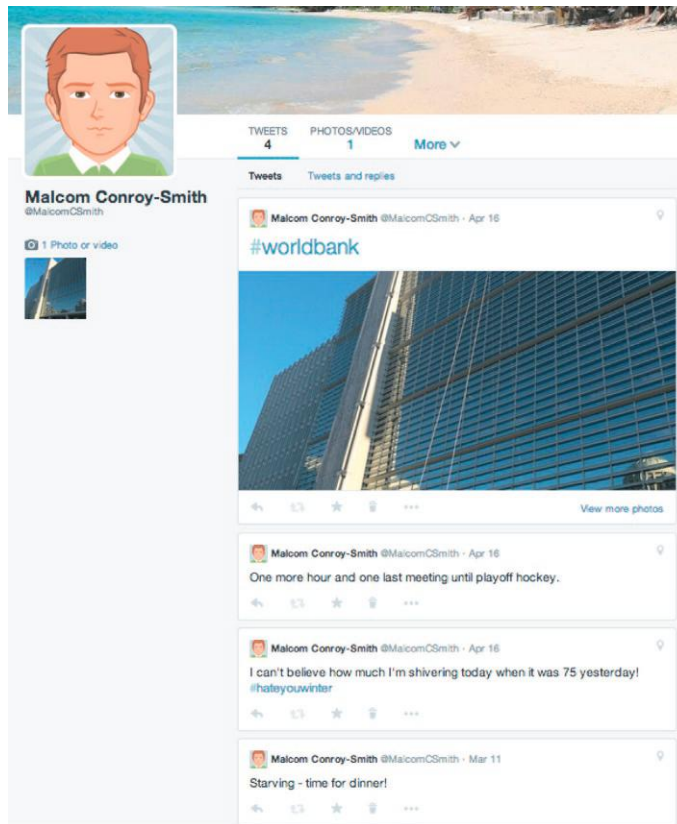 TWEETS
4
PHOTOS/VIDEOS
1
More
Tweets
Tweets and replies
Malcom Conroy-Smith
@MalcomCSmith
1 Photo or video
Malcom Conroy-Smith @MalcomCSmith · Apr 16
#worldbank
View more photos
Malcom Conroy-Smith @MalcomCSmith · Apr 16
One more hour and one last meeting until playoff hockey.
Malcom Conroy-Smith @MalcomCSmith · Apr 16
I can't believe how much I'm shivering today when it was 75 yesterday!
#hateyouwinter
Malcom Conroy-Smith @MalcomCSmith · Mar 11
Starving - time for dinner!